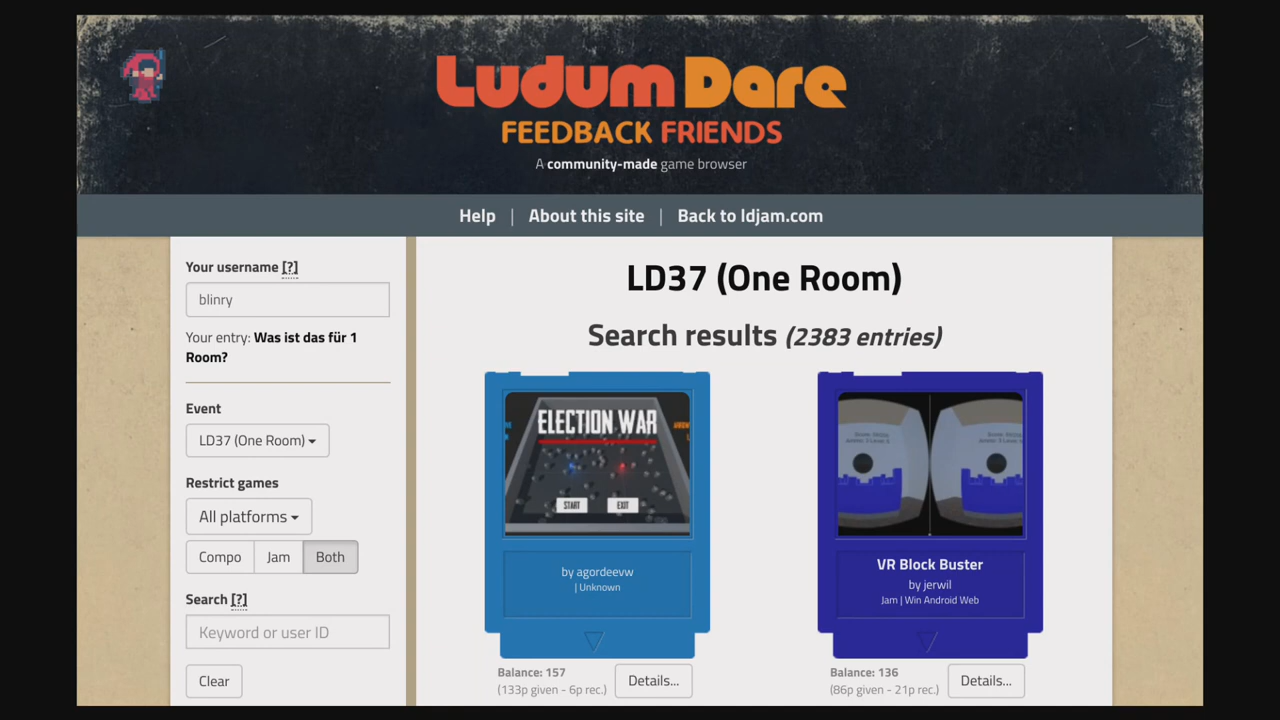 Ludum Dare
FEEDBACK FRIENDS
A community-made game browser
Help | About this site | Back to ldjam.com
Your username [?]
blinry
Your entry: Was ist das für 1
Room?
Event
LD37 (One Room)
Restrict games
All platforms
Compo Jam Both
Search [?]
Keyword or user ID
Clear
LD37 (One Room)
Search results (2383 entries)
ELECTION WAR
START EXIT
by agordeevw
| Unknown
Balance: 157
(133p given - 6p rec.)
Details...
VR Block Buster
by jerwil
Jam | Win Android Web
Balance: 136
(86p given - 21p rec.)
Details...